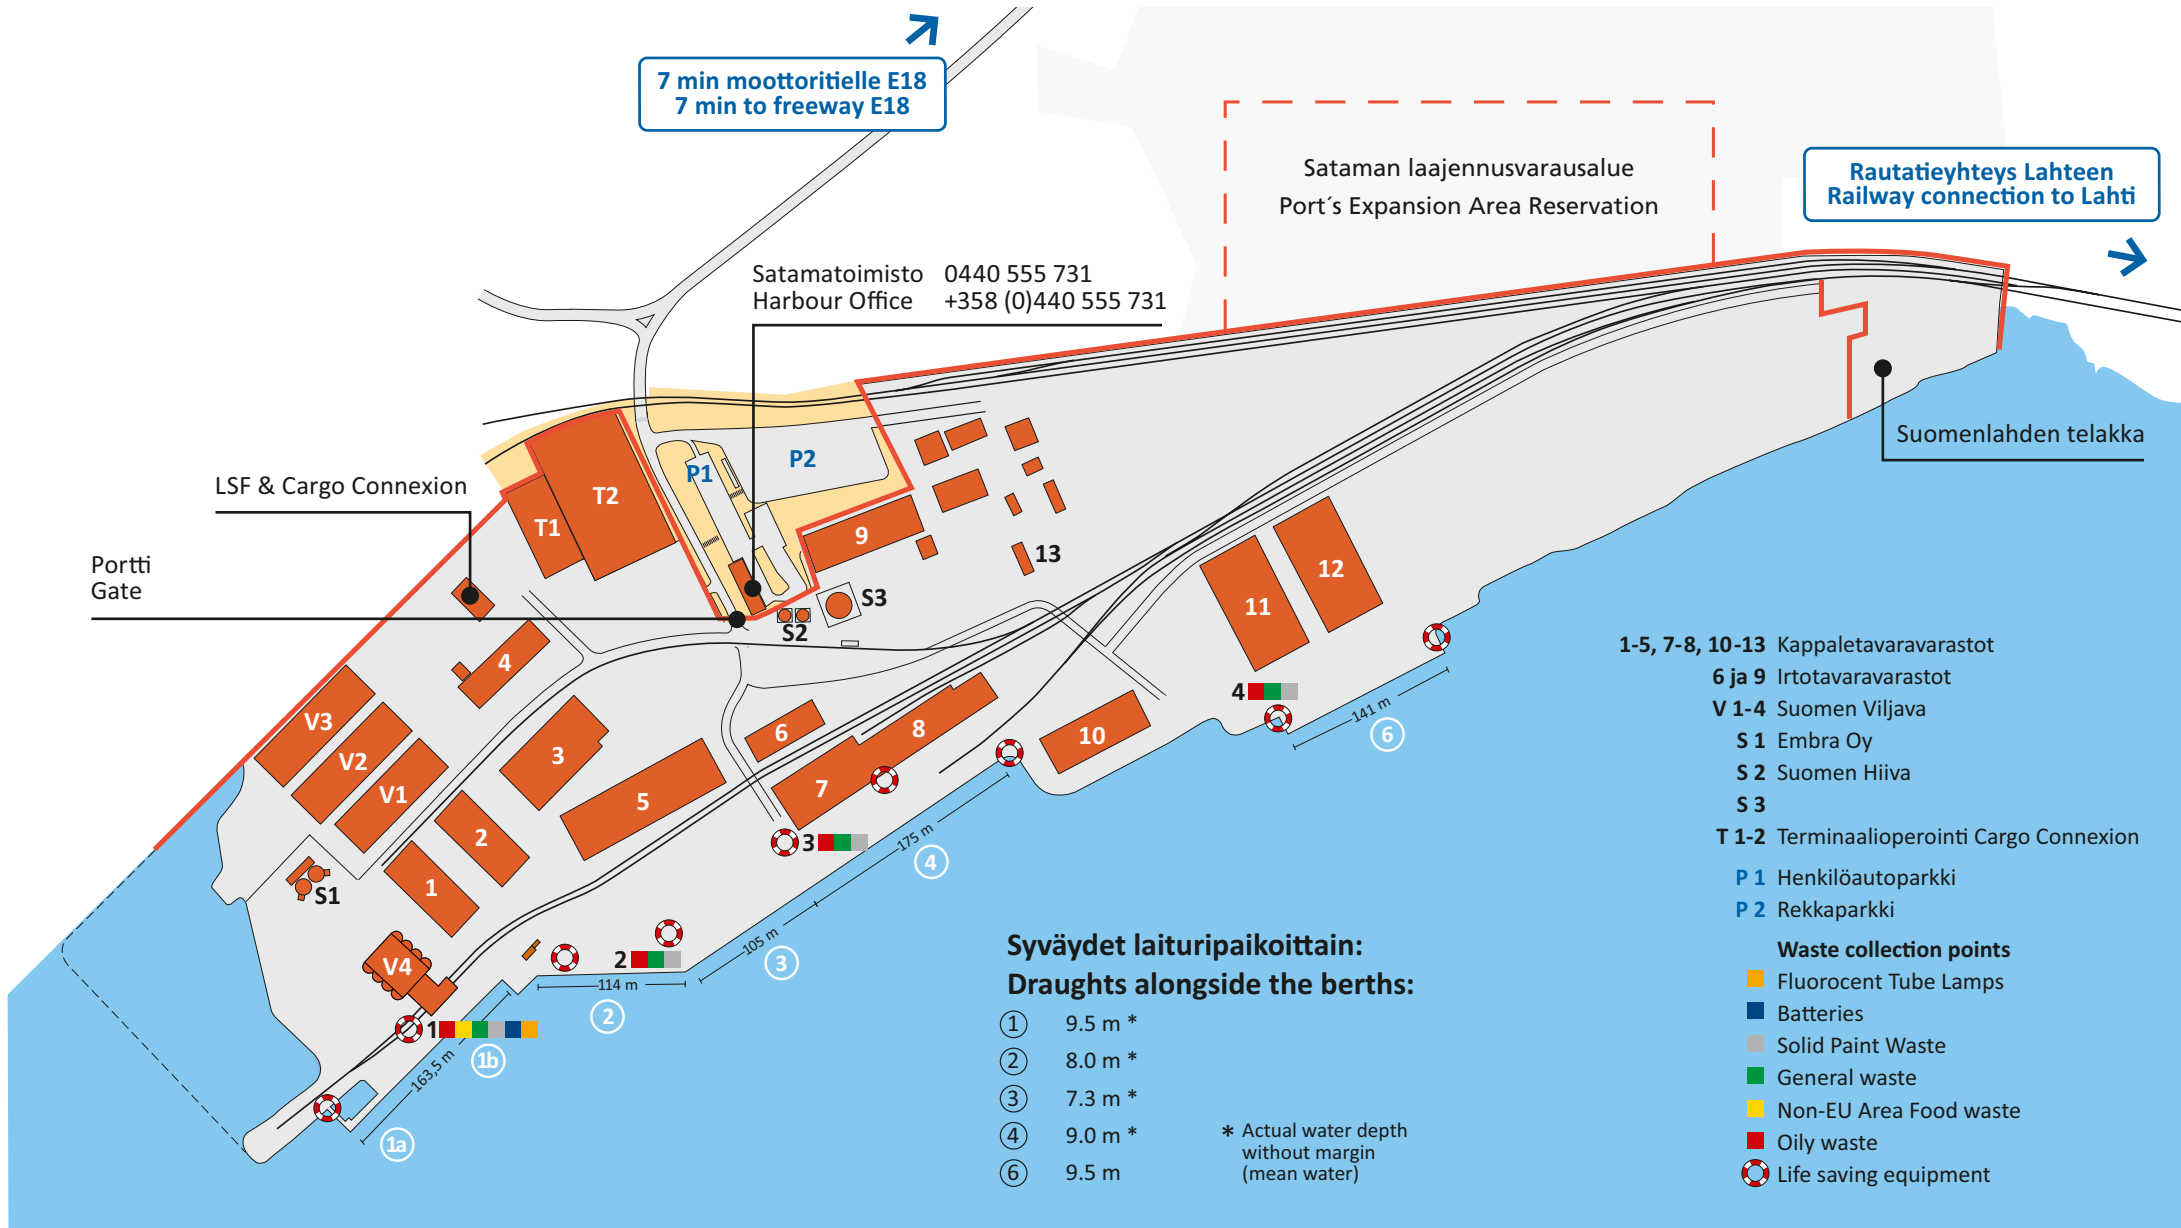 7 min moottoritielle E18
7 min to freeway E18
Sataman laajennusvarausalue
Port´s Expansion Area Reservation
Rautatieyhteys Lahteen
Railway connection to Lahti
Satamatoimisto 0440 555 731
Harbour Office +358 (0)440 555 731
Suomenlahden telakka
LSF & Cargo Connexion
Portti
Gate
P1
P2
T1
T2
9
13
S3
S2
12
11
4
V3
V2
V1
3
6
8
7
5
10
2
1
S1
V4
4
141 m
6
3
175 m
4
105 m
3
2
114 m
2
1
1b
163,5 m
1a
1-5, 7-8, 10-13 Kappaletavaravarastot
6 ja 9 Irtotavaravarastot
V 1-4 Suomen Viljava
S 1 Embra Oy
S 2 Suomen Hiiva
S 3
T 1-2 Terminaalioperointi Cargo Connexion
P 1 Henkilöautoparkki
P 2 Rekkaparkki
Waste collection points
Fluorocent Tube Lamps
Batteries
Solid Paint Waste
General waste
Non-EU Area Food waste
Oily waste
Life saving equipment
Syväydet laituripaikoittain:
Draughts alongside the berths:
1 9.5 m *
2 8.0 m *
3 7.3 m *
4 9.0 m *
6 9.5 m
* Actual water depth
without margin
(mean water)